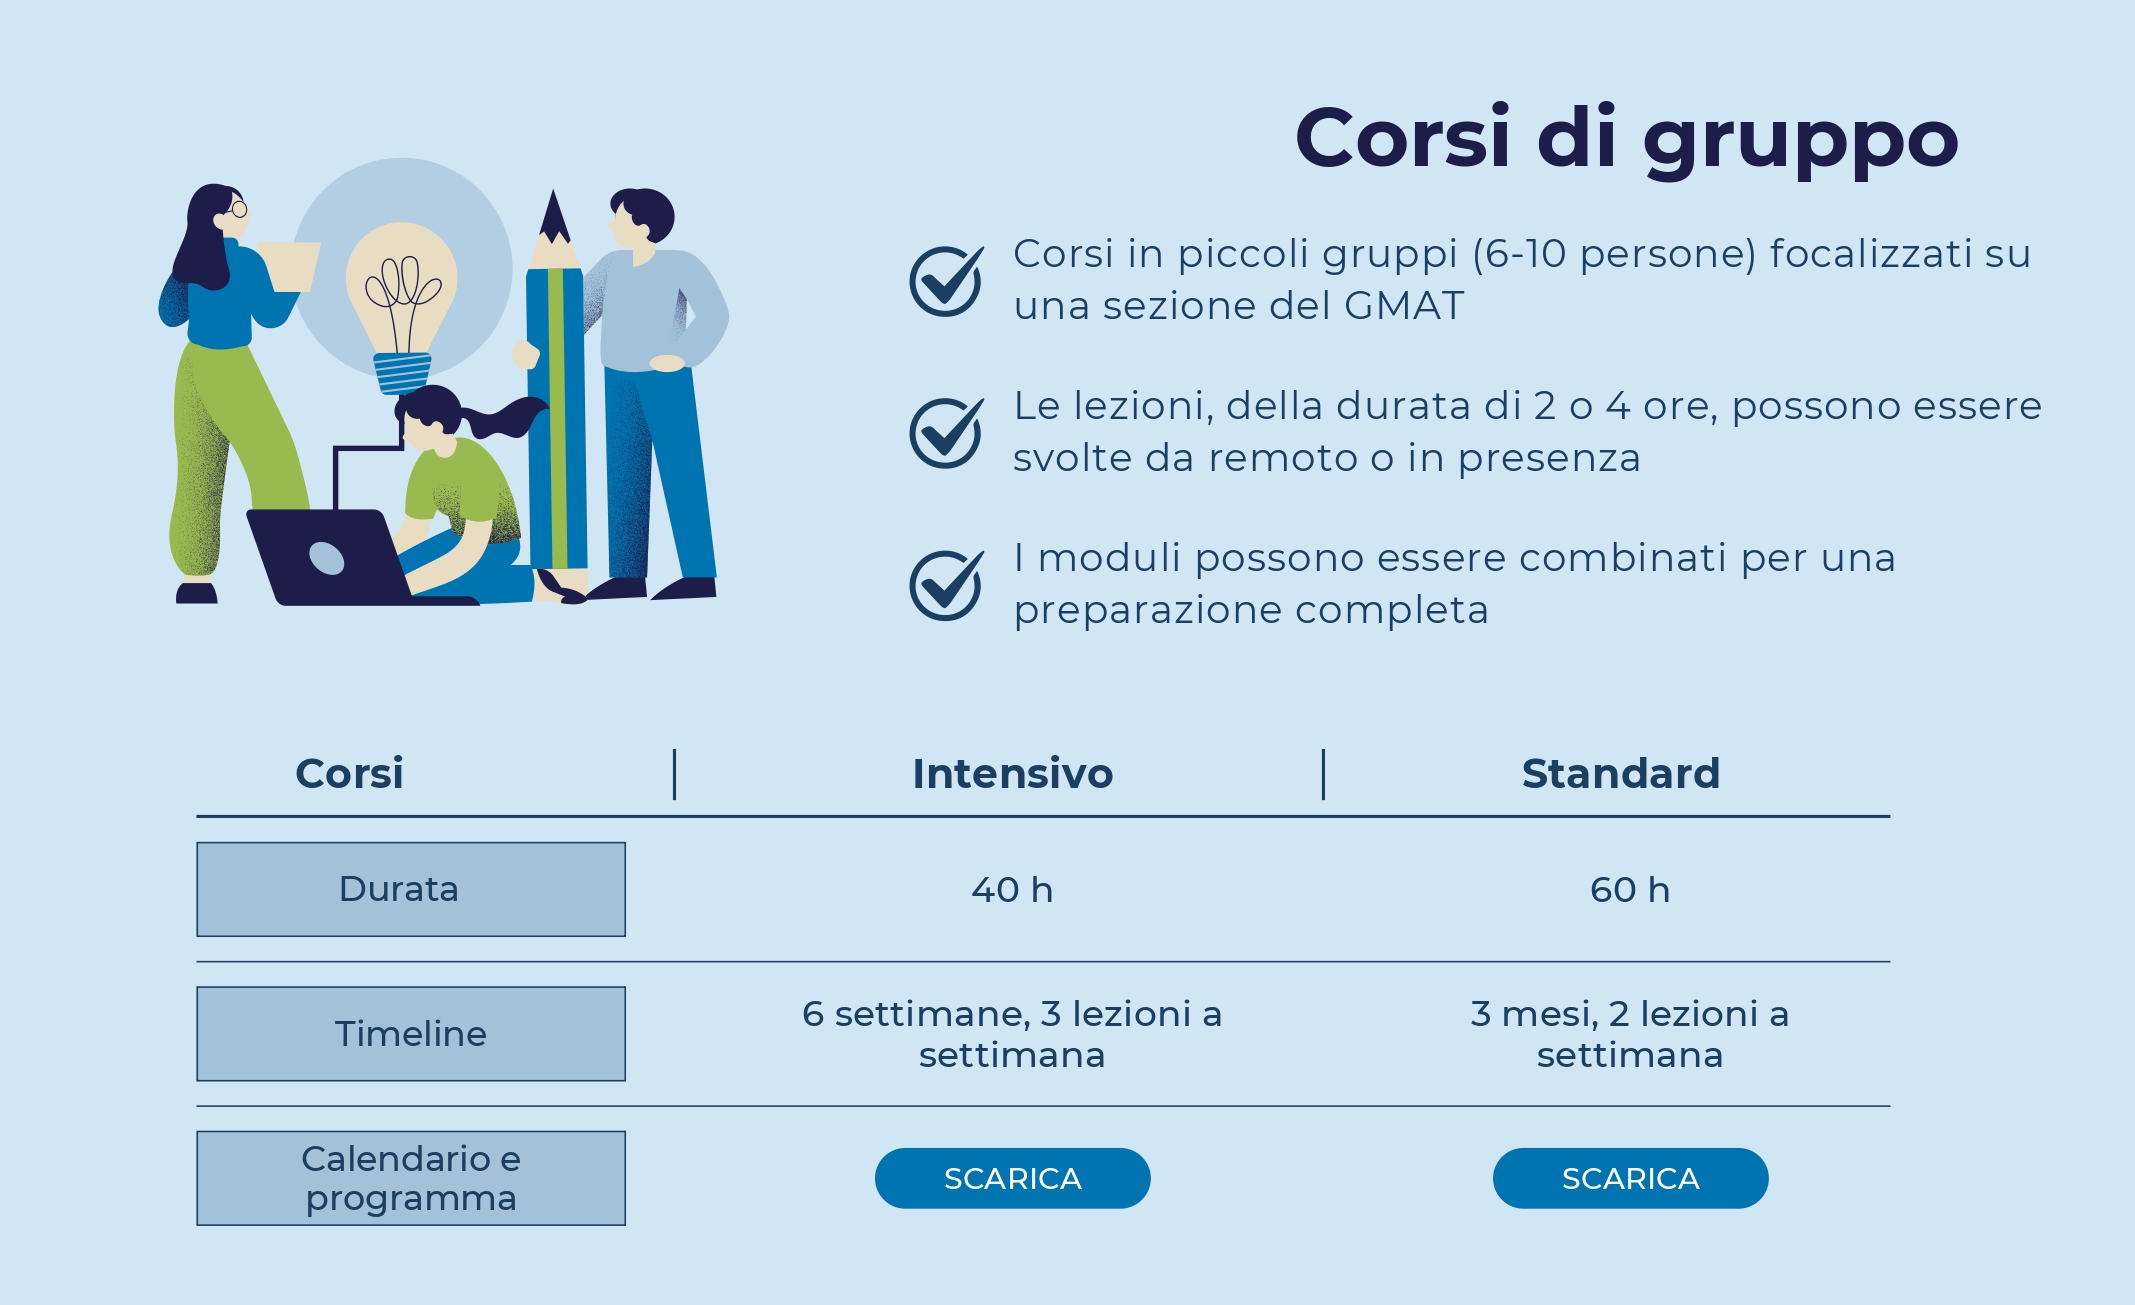 Corsi di gruppo
Corsi in piccoli gruppi (6-10 persone) focalizzati su
una sezione del GMAT
Le lezioni, della durata di 2 o 4 ore, possono essere
svolte da remoto o in presenza
I moduli possono essere combinati per una
preparazione completa
Corsi
Intensivo
Standard
Durata
40 h
60 h
Timeline
6 settimane, 3 lezioni a
settimana
3 mesi, 2 lezioni a
settimana
Calendario e
programma
SCARICA
SCARICA